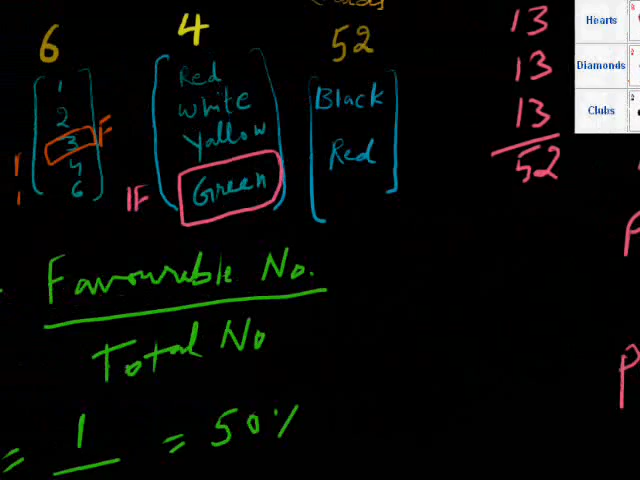 6
1
2
3
4
6
IF
4
Red
White
Yallow
Green
IF
52
Black
Red
13
13
13
52
Hearts
Diamonds
Clubs
Favourable No.
Total No
= 1 = 50%
P
P